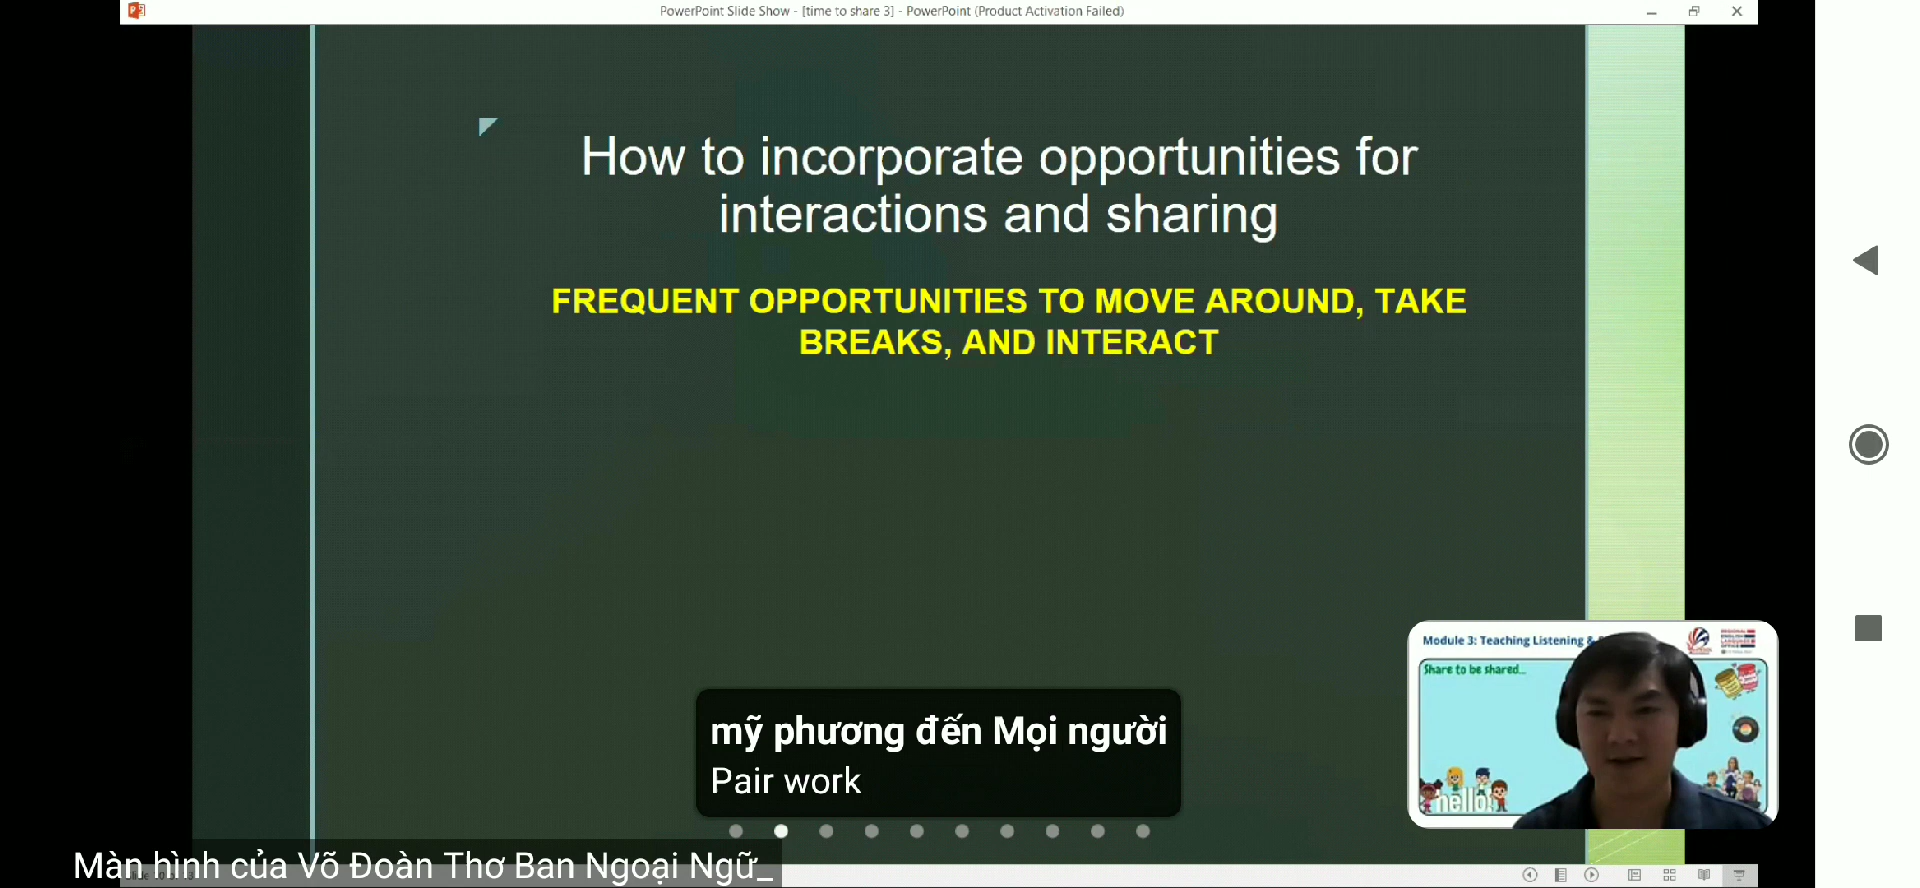 PowerPoint Slide Show - [time to share 3] - PowerPoint (Product Activation Failed)
How to incorporate opportunities for
interactions and sharing
FREQUENT OPPORTUNITIES TO MOVE AROUND, TAKE
BREAKS, AND INTERACT
Module 3: Teaching Listening &
Share to be shared...
hello!
mỹ phương đến Mọi người
Pair work
Màn hình của Võ Đoàn Thơ Ban Ngoại Ngữ_